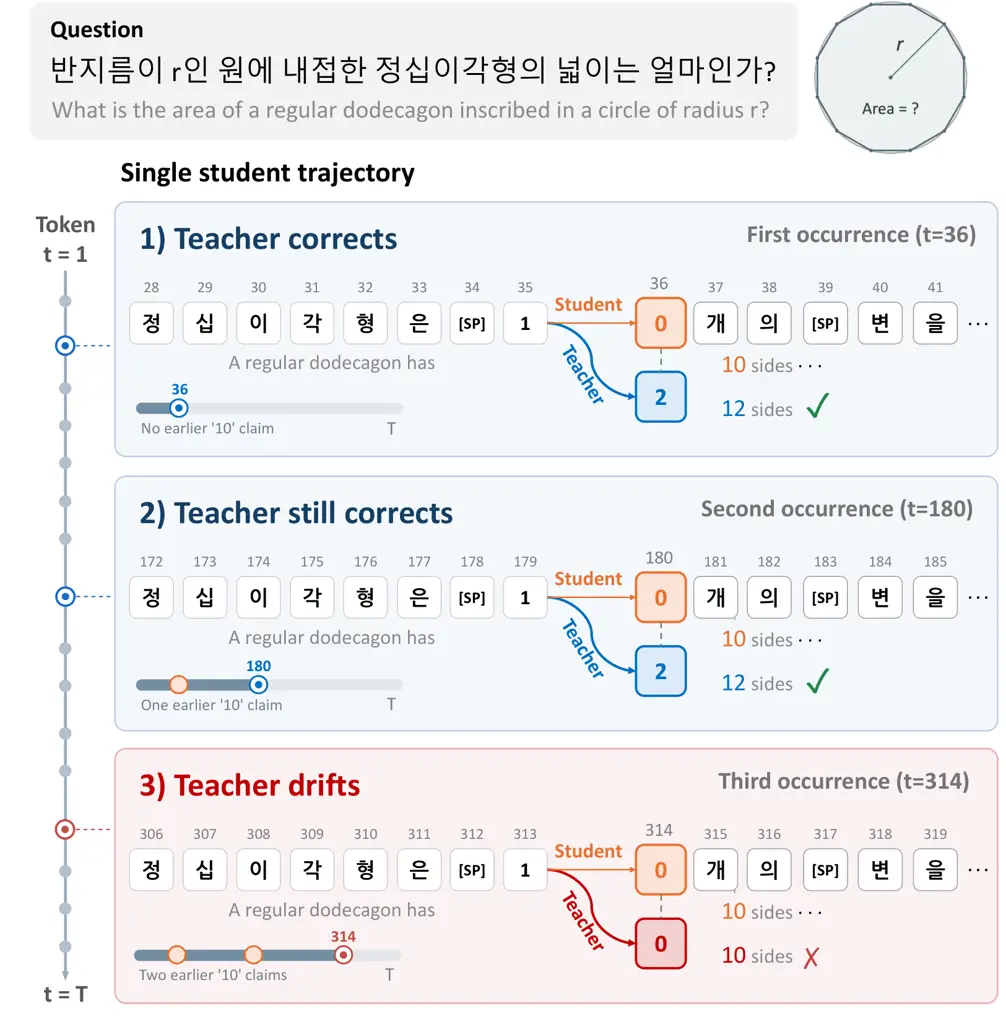 Question
반지름이 r인 원에 내접한 정십이각형의 넓이는 얼마인가?
What is the area of a regular dodecagon inscribed in a circle of radius r?
r
Area = ?
Single student trajectory
Token
t = 1
1) Teacher corrects
First occurrence (t=36)
28 29 30 31 32 33 34 35 36 37 38 39 40 41
정 십 이 각 형 은 [SP] 1 Student 0 개 의 [SP] 변 을 ···
A regular dodecagon has
Teacher
10 sides ···
2
12 sides ✓
36
No earlier '10' claim
T
2) Teacher still corrects
Second occurrence (t=180)
172 173 174 175 176 177 178 179 180 181 182 183 184 185
정 십 이 각 형 은 [SP] 1 Student 0 개 의 [SP] 변 을 ···
A regular dodecagon has
Teacher
10 sides ···
2
12 sides ✓
180
One earlier '10' claim
T
3) Teacher drifts
Third occurrence (t=314)
306 307 308 309 310 311 312 313 314 315 316 317 318 319
정 십 이 각 형 은 [SP] 1 Student 0 개 의 [SP] 변 을 ···
A regular dodecagon has
Teacher
10 sides ···
0
10 sides ✗
314
Two earlier '10' claims
T
t = T